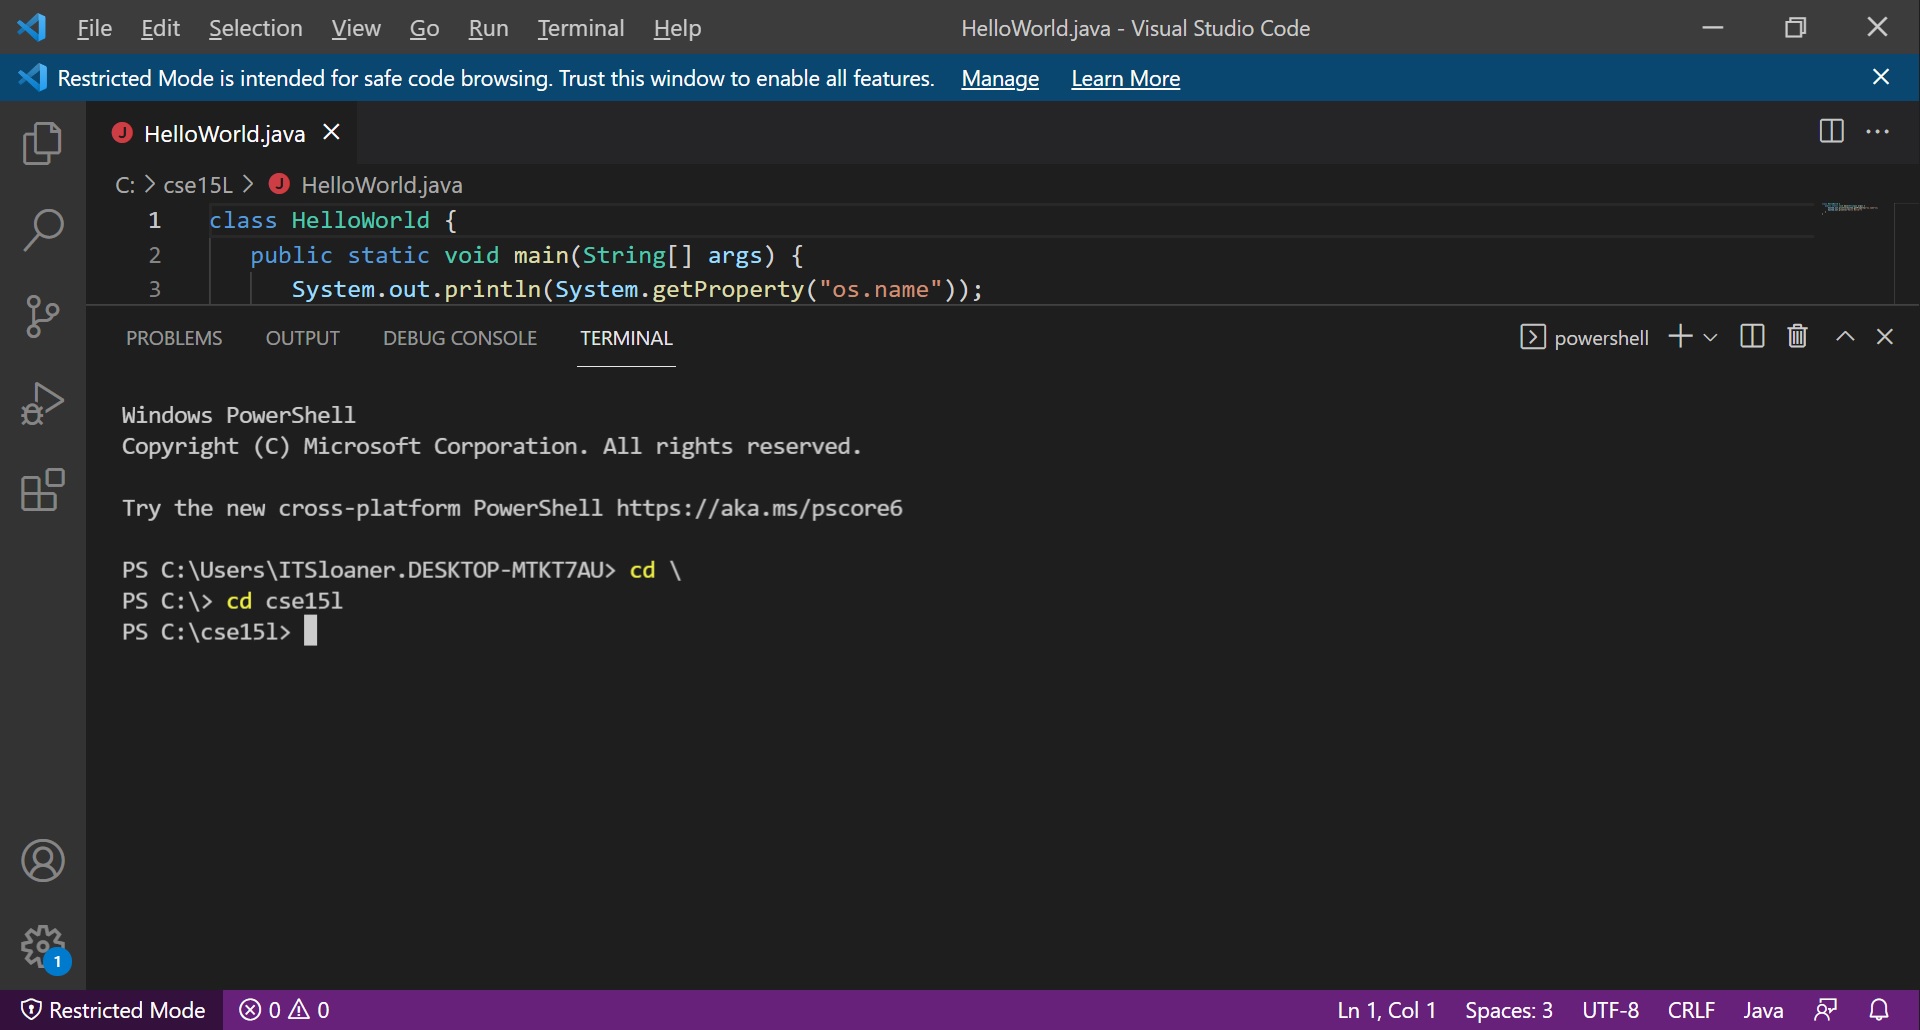 File Edit Selection View Go Run Terminal Help HelloWorld.java - Visual Studio Code
Restricted Mode is intended for safe code browsing. Trust this window to enable all features. Manage Learn More
J HelloWorld.java
C: > cse15L > J HelloWorld.java
1 class HelloWorld {
2 public static void main(String[] args) {
3 System.out.println(System.getProperty("os.name"));
PROBLEMS OUTPUT DEBUG CONSOLE TERMINAL powershell
Windows PowerShell
Copyright (C) Microsoft Corporation. All rights reserved.
Try the new cross-platform PowerShell https://aka.ms/pscore6
PS C:\Users\ITSloaner.DESKTOP-MTKT7AU> cd \
PS C:\> cd cse15l
PS C:\cse15l>
1
Restricted Mode 0 0 Ln 1, Col 1 Spaces: 3 UTF-8 CRLF Java